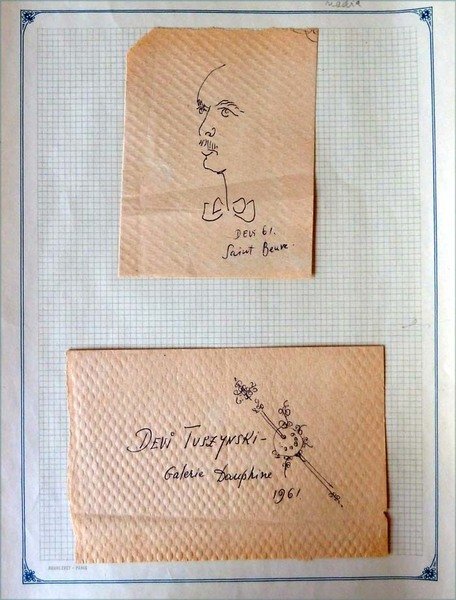 DEVI 61.
Saint Beuve.
DEVI TUSZYNSKI -
Galerie Dauphine
1961